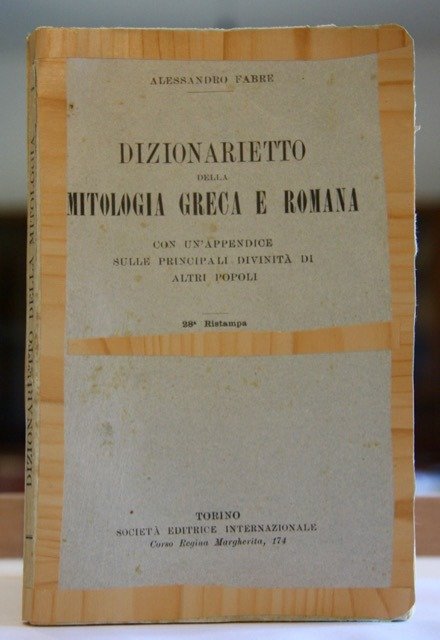 ALESSANDRO FABRE
DIZIONARIETTO
DELLA
MITOLOGIA GRECA E ROMANA
CON UN'APPENDICE
SULLE PRINCIPALI DIVINITÀ DI
ALTRI POPOLI
28ª Ristampa
TORINO
SOCIETÀ EDITRICE INTERNAZIONALE
Corso Regina Margherita, 174
DIZIONARIETTO DELLA MITOLOGIA